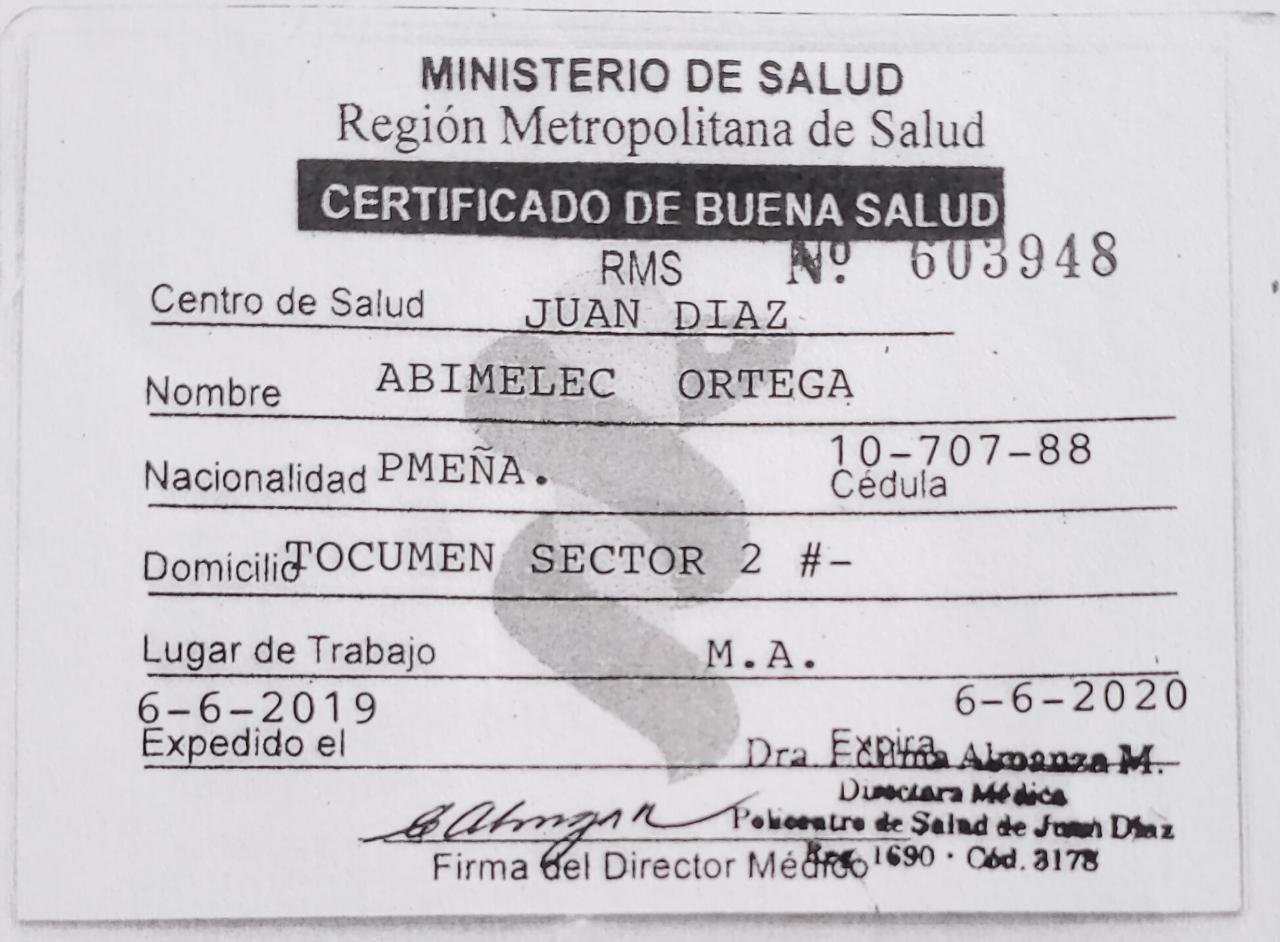 MINISTERIO DE SALUD
Región Metropolitana de Salud
CERTIFICADO DE BUENA SALUD
RMS Nº 603948
Centro de Salud JUAN DIAZ
Nombre ABIMELEC ORTEGA
Nacionalidad PMEÑA. 10-707-88
Cédula
Domicilio TOCUMEN SECTOR 2 #-
Lugar de Trabajo M.A.
6-6-2019 6-6-2020
Expedido el Expira
Dra. Almanza M.
Directora Médica
Policentro de Salud de Juan Díaz
Reg. 1690 · Cód. 3178
Firma del Director Médico